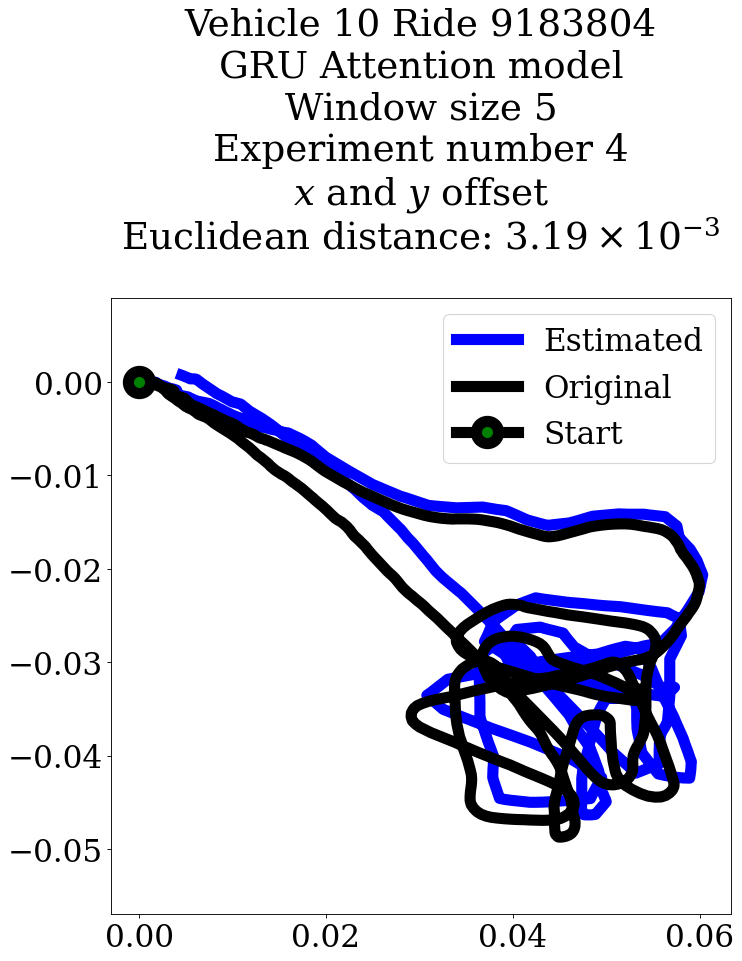 Vehicle 10 Ride 9183804
GRU Attention model
Window size 5
Experiment number 4
x and y offset
Euclidean distance: 3.19 × 10⁻³
Estimated
Original
Start
0.00
−0.01
−0.02
−0.03
−0.04
−0.05
0.00 0.02 0.04 0.06